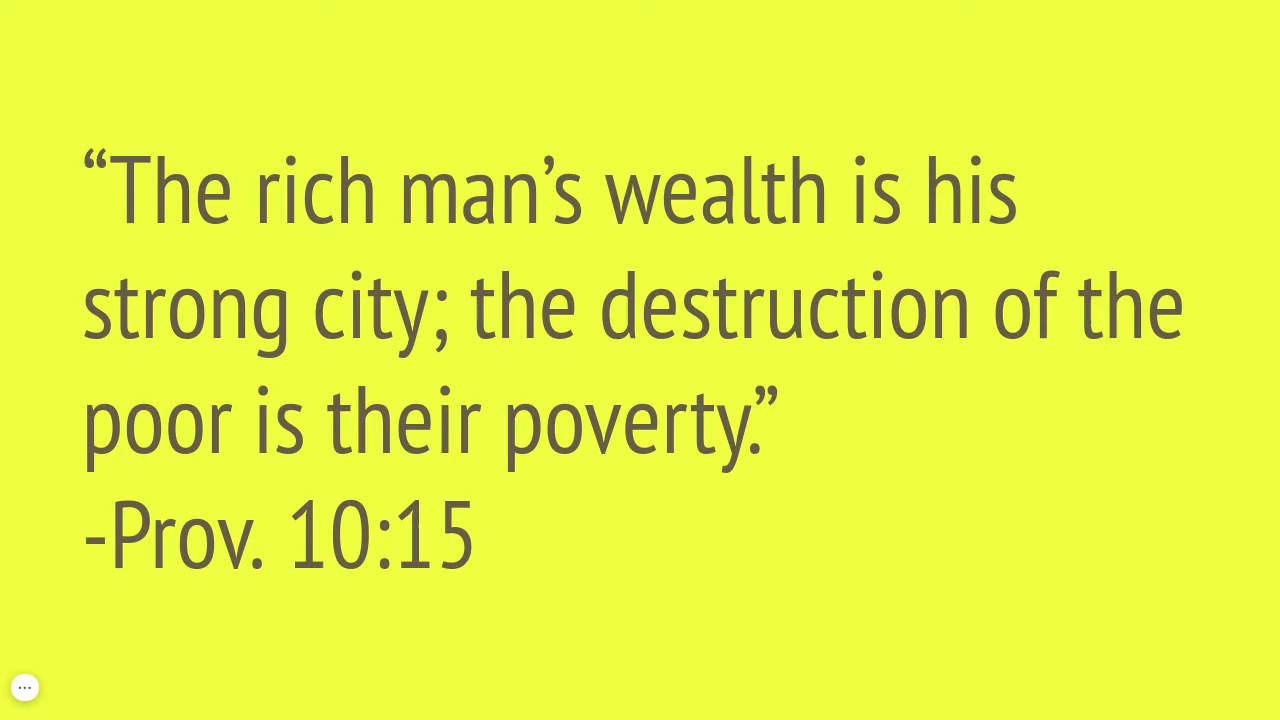 “The rich man’s wealth is his
strong city; the destruction of the
poor is their poverty.”
-Prov. 10:15